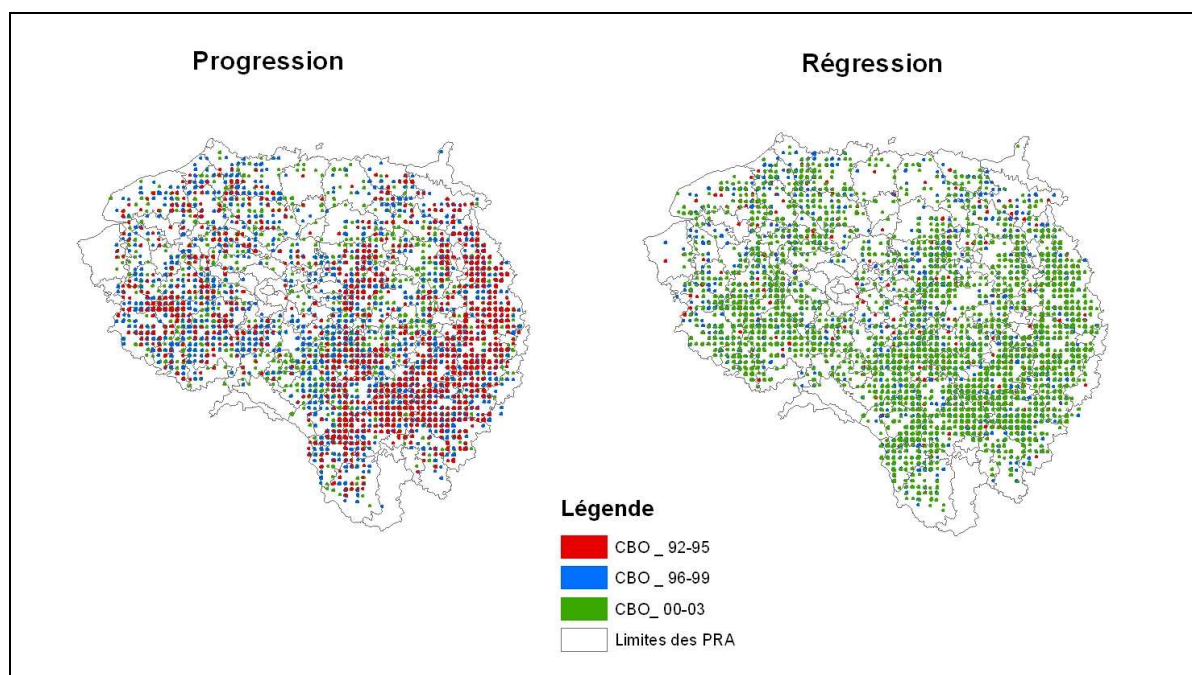 Progression
Régression
Légende
CBO _ 92-95
CBO _ 96-99
CBO_ 00-03
Limites des PRA